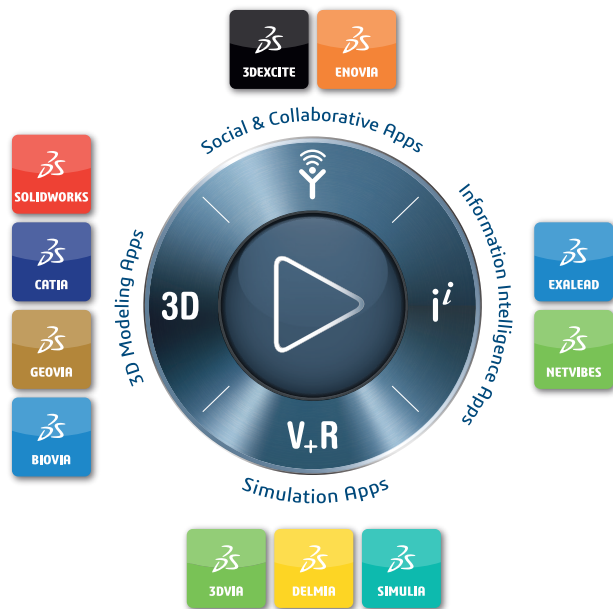 3DEXCITE
ENOVIA
Social & Collaborative Apps
SOLIDWORKS
CATIA
GEOVIA
BIOVIA
3D Modeling Apps
3D
i i
Information Intelligence Apps
EXALEAD
NETVIBES
V+R
Simulation Apps
3DVIA
DELMIA
SIMULIA